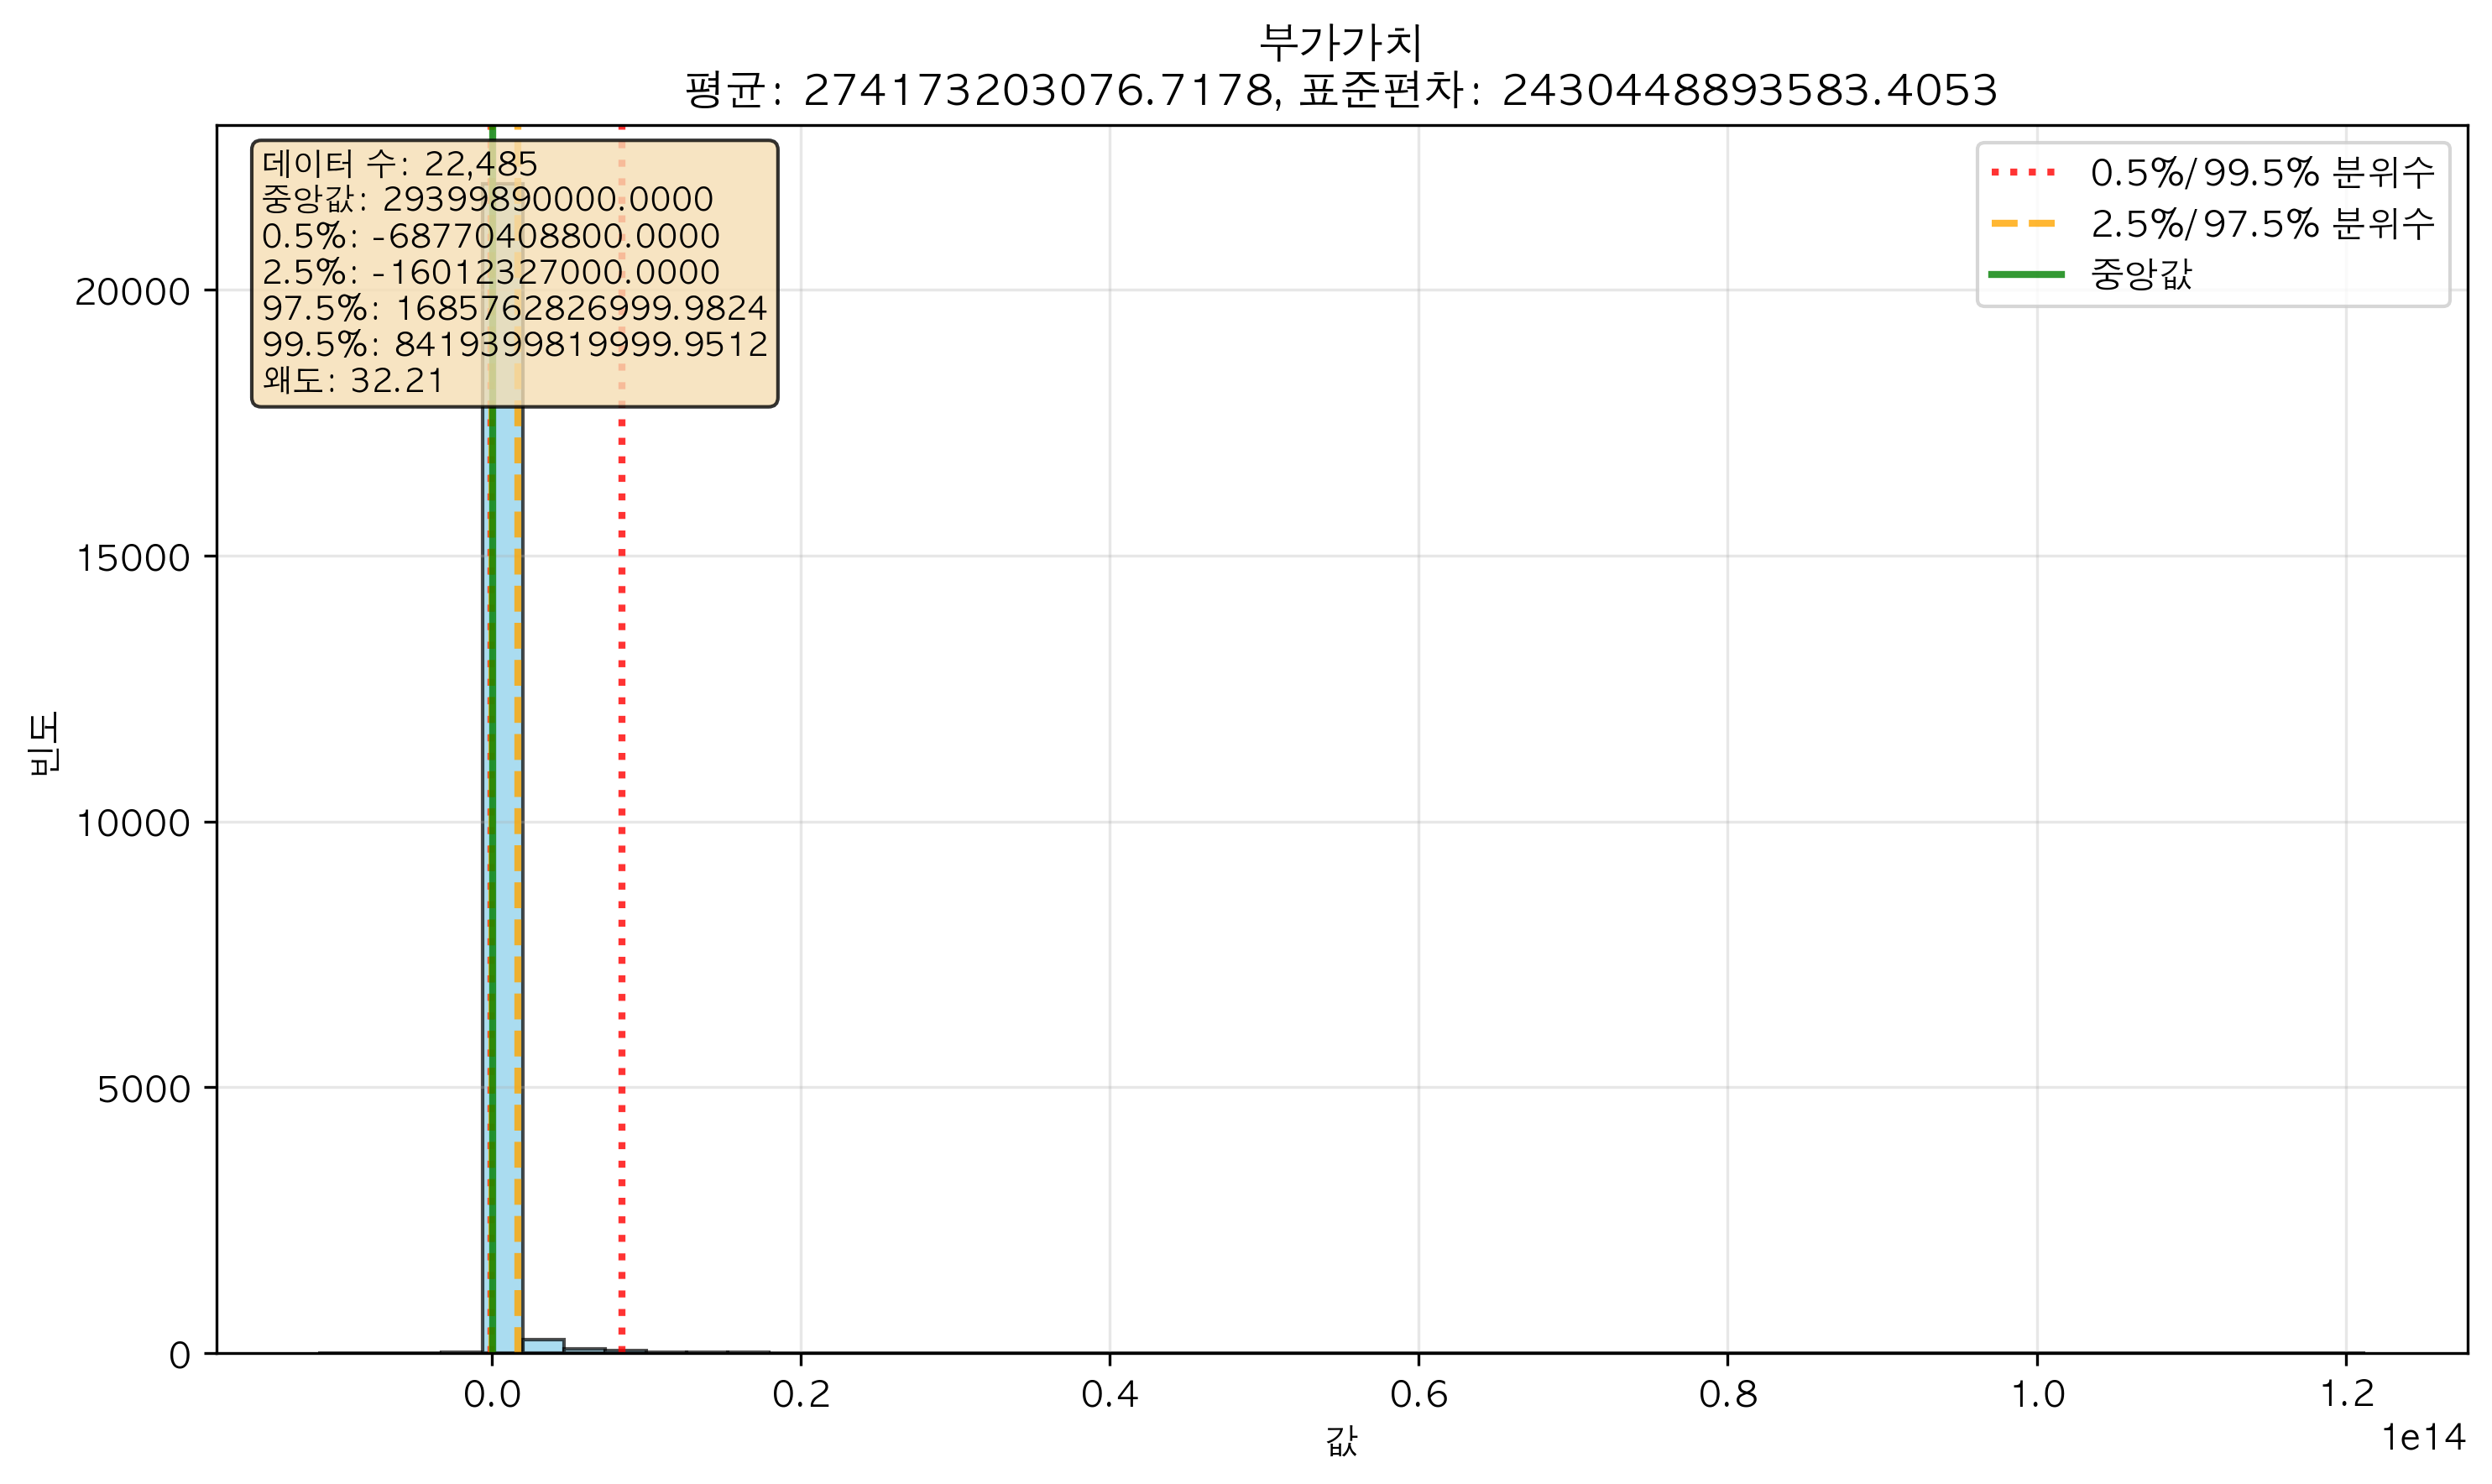 부가가치
평균: 274173203076.7178, 표준편차: 2430448893583.4053
데이터 수: 22,485
중앙값: 29399890000.0000
0.5%: -68770408800.0000
2.5%: -16012327000.0000
97.5%: 1685762826999.9824
99.5%: 8419399819999.9512
왜도: 32.21
0.5%/99.5% 분위수
2.5%/97.5% 분위수
중앙값
빈도
20000
15000
10000
5000
0
0.0
0.2
0.4
0.6
0.8
1.0
1.2
1e14
값